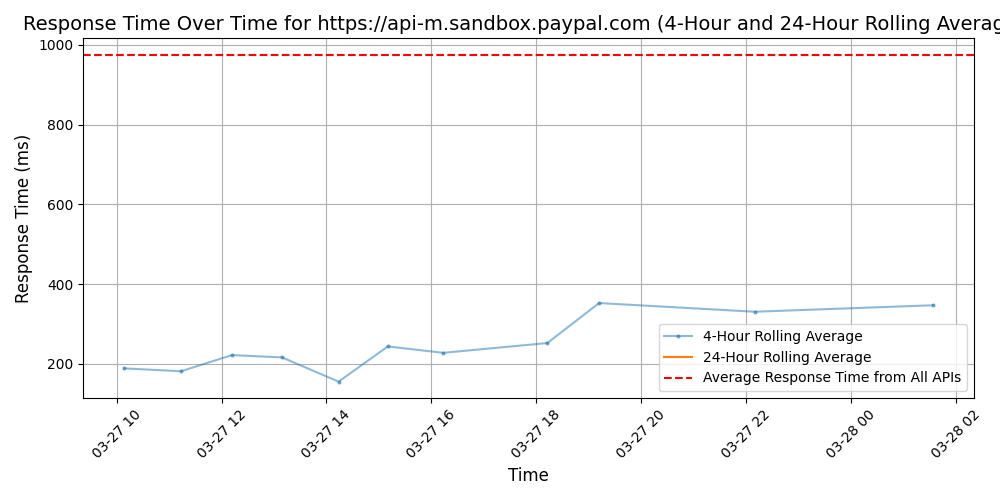 Response Time Over Time for https://api-m.sandbox.paypal.com (4-Hour and 24-Hour Rolling Averag
1000
800
600
400
200
Response Time (ms)
4-Hour Rolling Average
24-Hour Rolling Average
Average Response Time from All APIs
03-27 10
03-27 12
03-27 14
03-27 16
03-27 18
03-27 20
03-27 22
03-28 00
03-28 02
Time